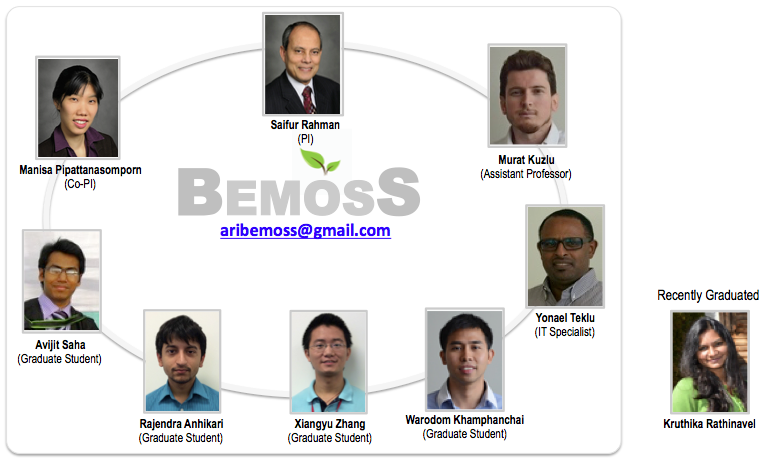 Saifur Rahman
(PI)
Manisa Pipattanasomporn
(Co-PI)
Murat Kuzlu
(Assistant Professor)
BEMOSS
aribemoss@gmail.com
Avijit Saha
(Graduate Student)
Yonael Teklu
(IT Specialist)
Rajendra Anhikari
(Graduate Student)
Xiangyu Zhang
(Graduate Student)
Warodom Khamphanchai
(Graduate Student)
Recently Graduated
Kruthika Rathinavel